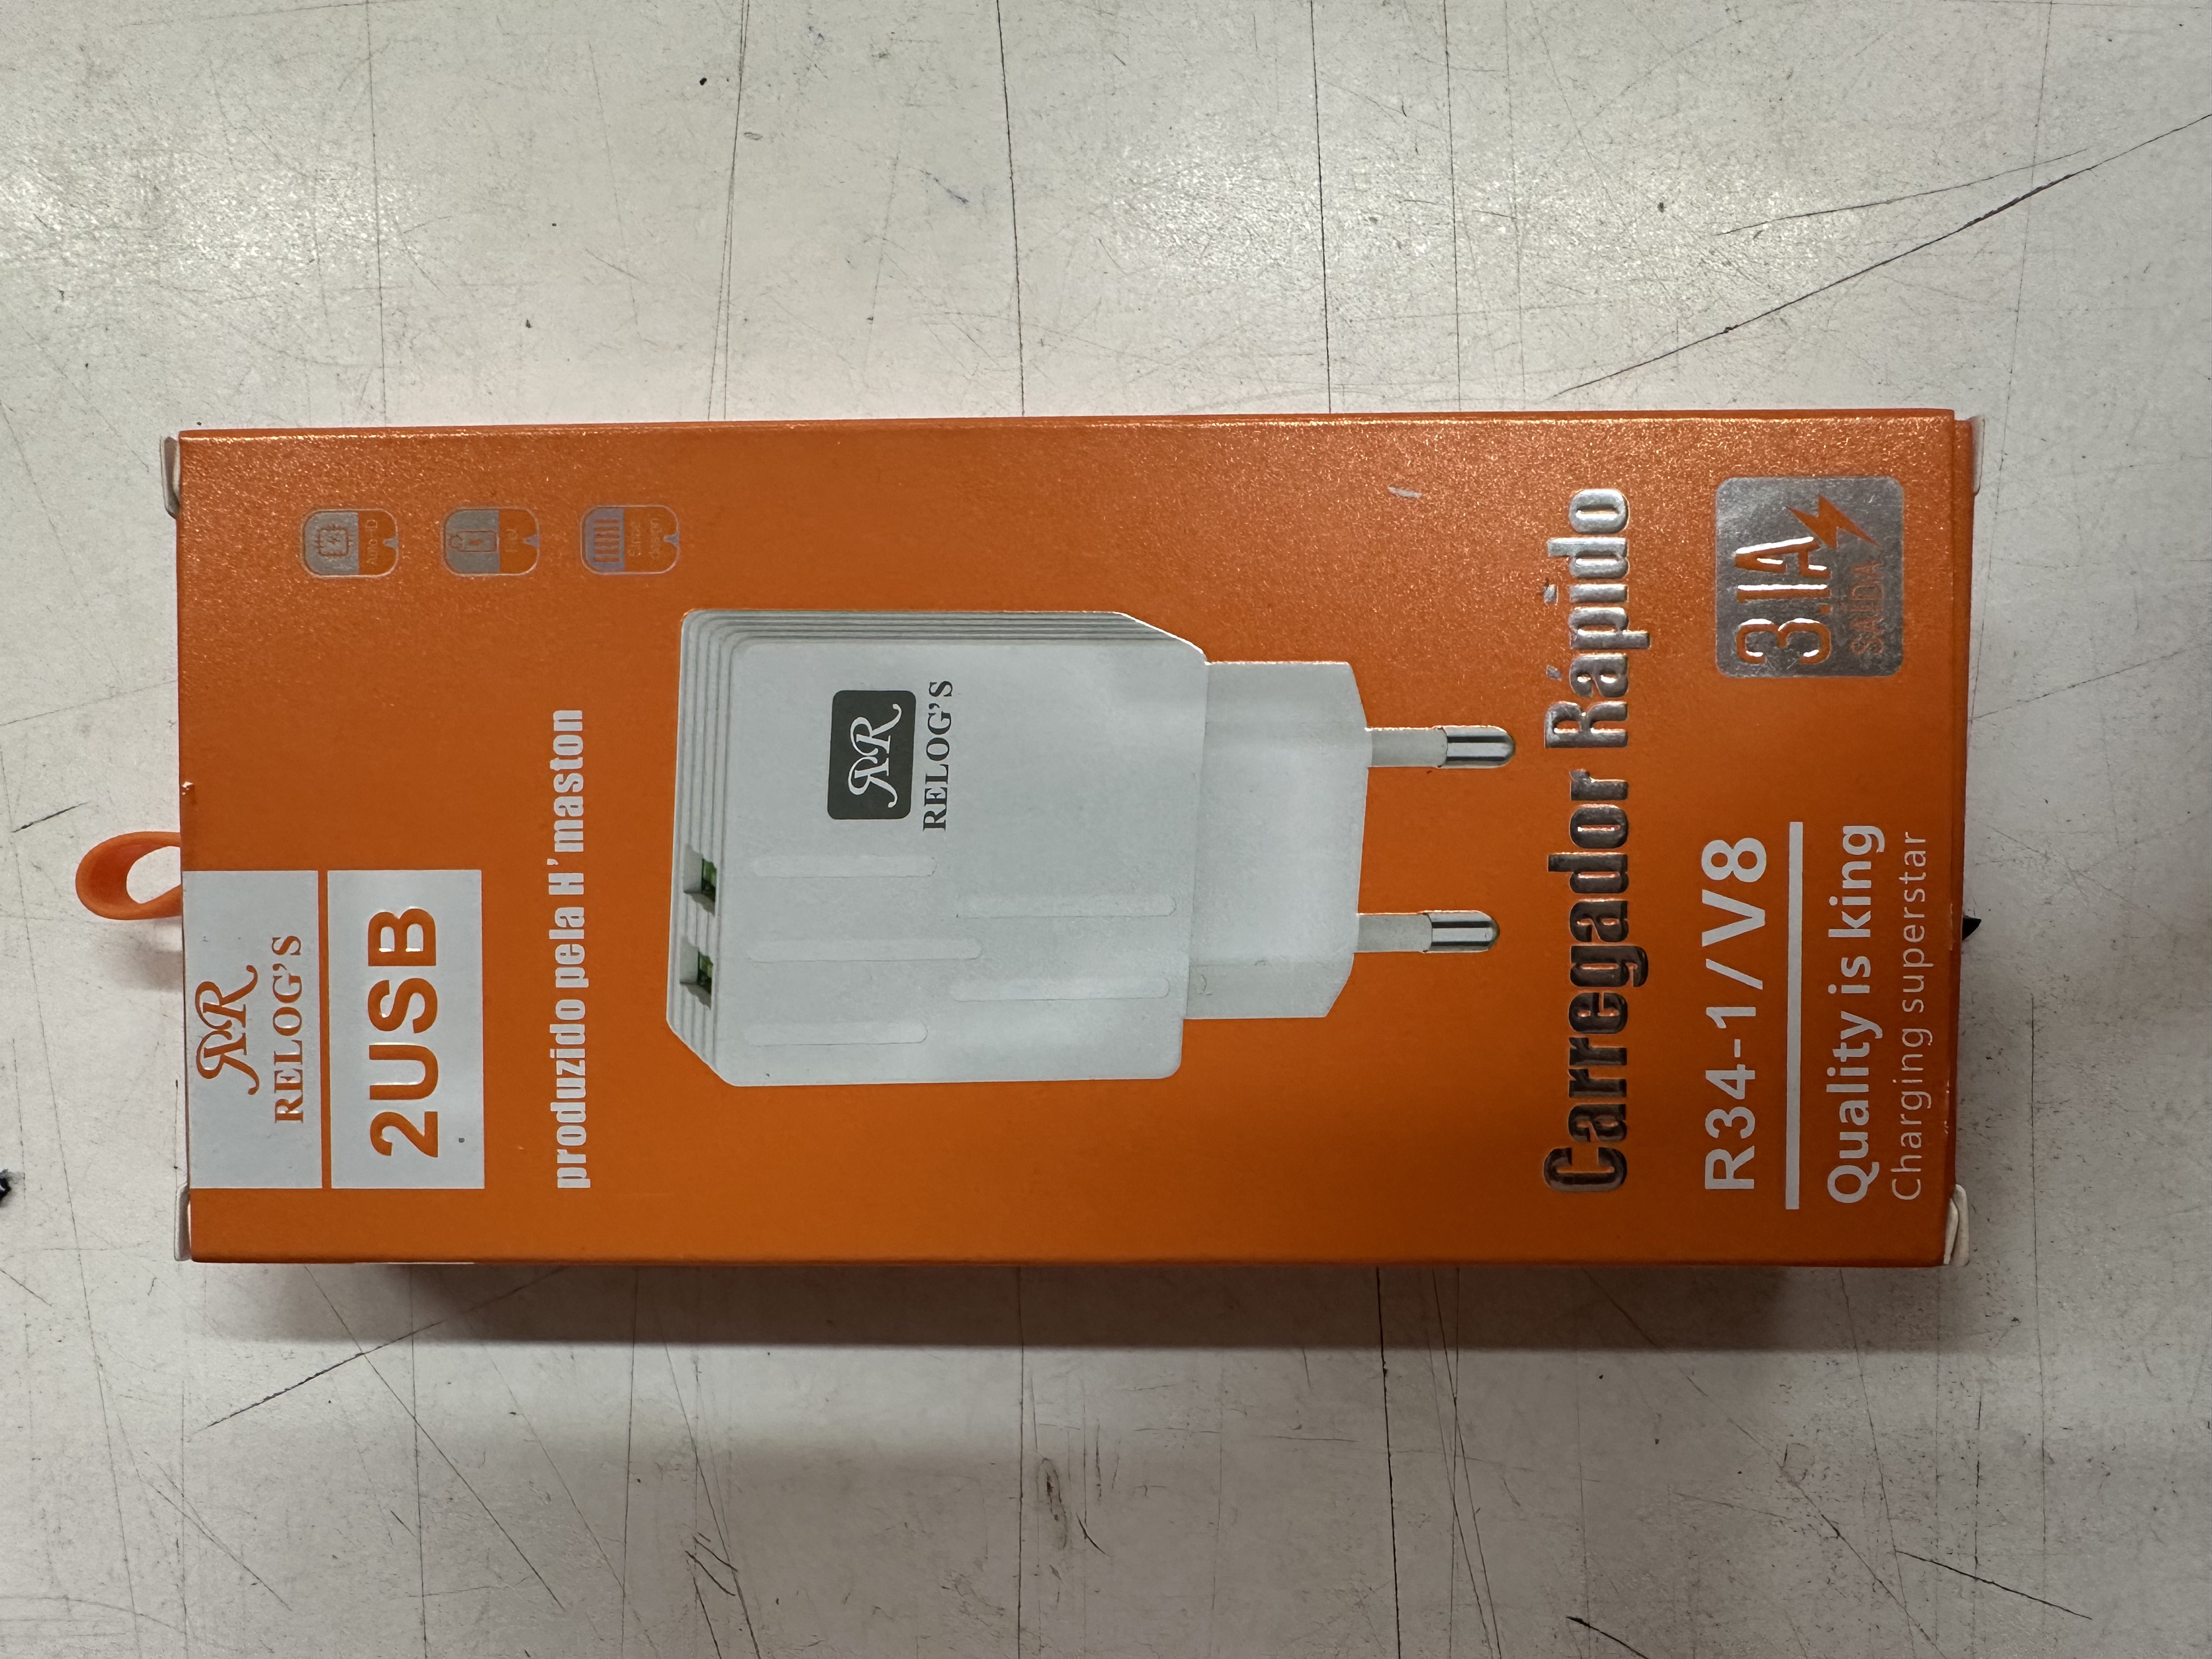 RELOG'S
2USB
produzido pela H'maston
RELOG'S
Carregador Rápido
R34-1/V8
Quality is king
Charging superstar
3.1A
SAÍDA